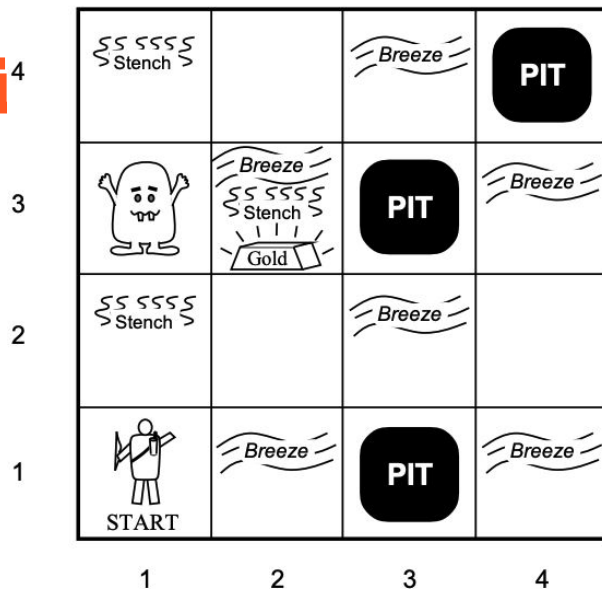 i
4
Stench
Breeze
PIT
3
Breeze
Stench
Gold
PIT
Breeze
2
Stench
Breeze
1
START
Breeze
PIT
Breeze
1 2 3 4